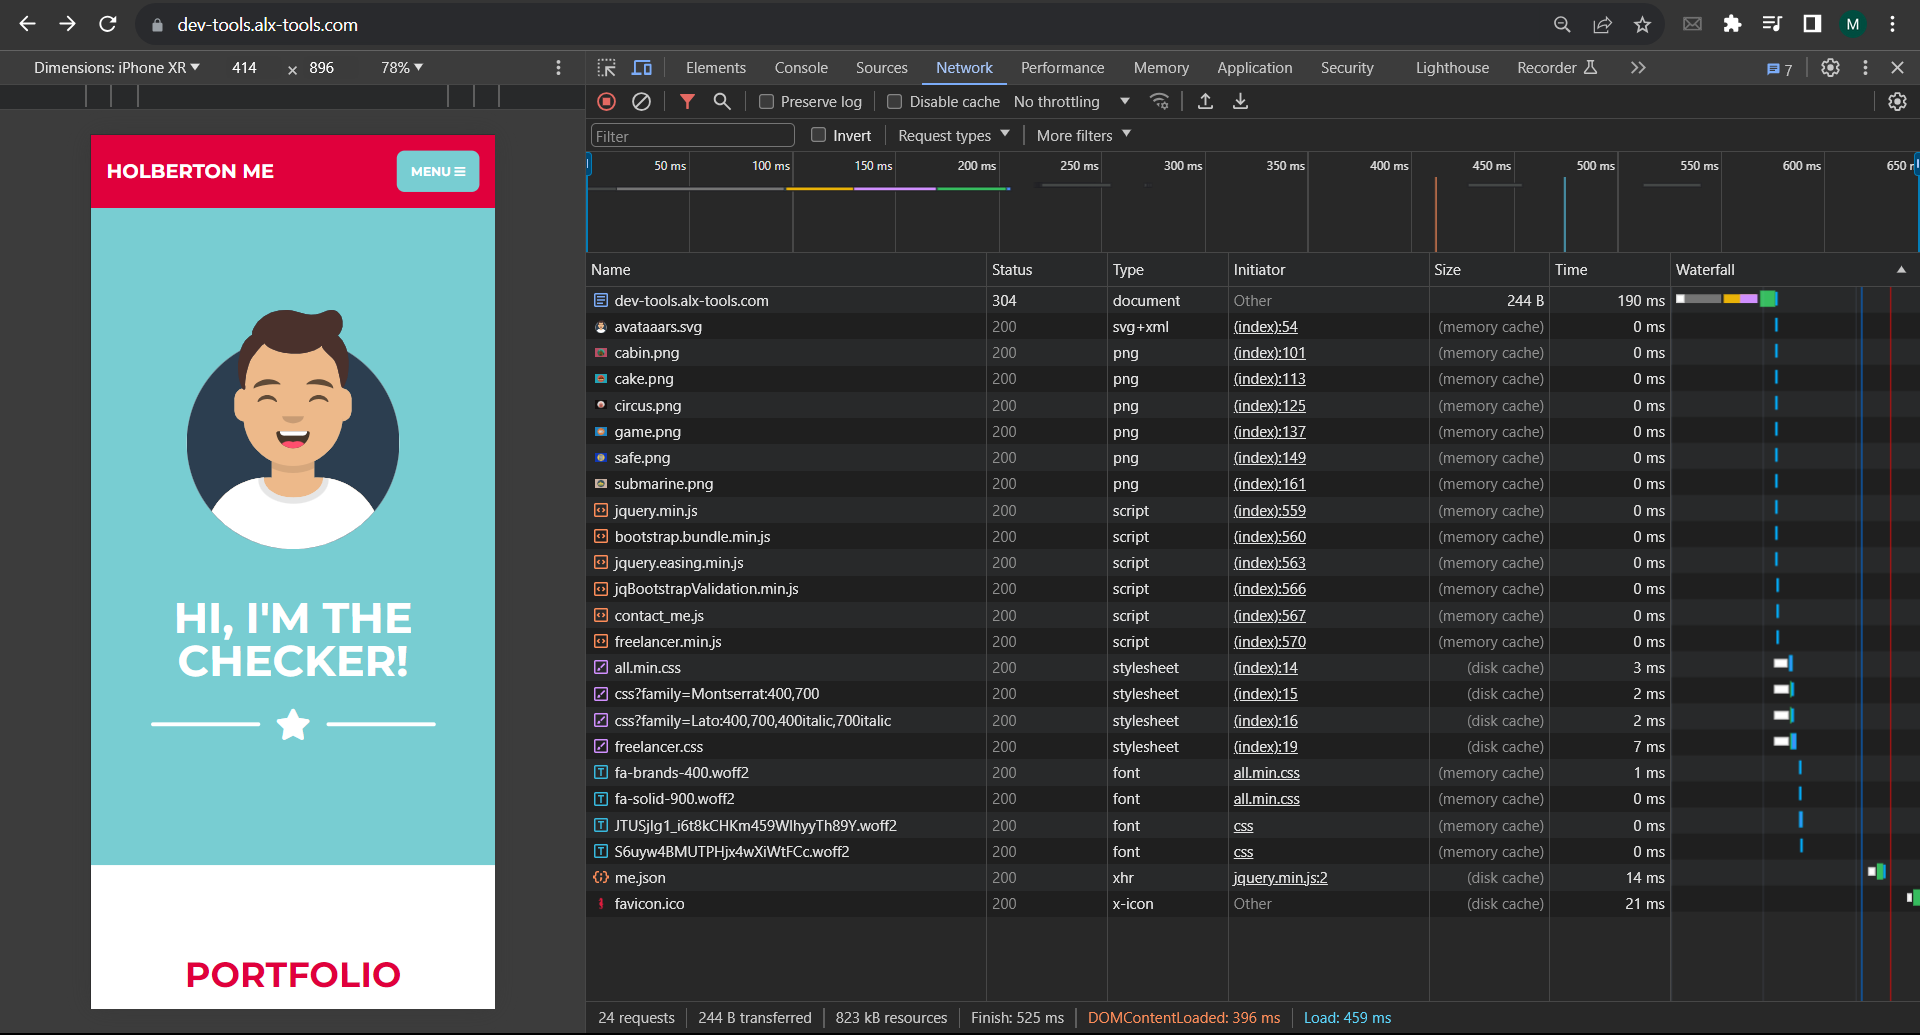 dev-tools.alx-tools.com
M
Dimensions: iPhone XR 414 × 896 78%
Elements Console Sources Network Performance Memory Application Security Lighthouse Recorder 7
Preserve log Disable cache No throttling
Filter Invert Request types More filters
50 ms 100 ms 150 ms 200 ms 250 ms 300 ms 350 ms 400 ms 450 ms 500 ms 550 ms 600 ms 650
HOLBERTON ME
MENU
HI, I'M THE
CHECKER!
PORTFOLIO
Name Status Type Initiator Size Time Waterfall
dev-tools.alx-tools.com 304 document Other 244 B 190 ms
avataaars.svg 200 svg+xml (index):54 (memory cache) 0 ms
cabin.png 200 png (index):101 (memory cache) 0 ms
cake.png 200 png (index):113 (memory cache) 0 ms
circus.png 200 png (index):125 (memory cache) 0 ms
game.png 200 png (index):137 (memory cache) 0 ms
safe.png 200 png (index):149 (memory cache) 0 ms
submarine.png 200 png (index):161 (memory cache) 0 ms
jquery.min.js 200 script (index):559 (memory cache) 0 ms
bootstrap.bundle.min.js 200 script (index):560 (memory cache) 0 ms
jquery.easing.min.js 200 script (index):563 (memory cache) 0 ms
jqBootstrapValidation.min.js 200 script (index):566 (memory cache) 0 ms
contact_me.js 200 script (index):567 (memory cache) 0 ms
freelancer.min.js 200 script (index):570 (memory cache) 0 ms
all.min.css 200 stylesheet (index):14 (disk cache) 3 ms
css?family=Montserrat:400,700 200 stylesheet (index):15 (disk cache) 2 ms
css?family=Lato:400,700,400italic,700italic 200 stylesheet (index):16 (disk cache) 2 ms
freelancer.css 200 stylesheet (index):19 (disk cache) 7 ms
fa-brands-400.woff2 200 font all.min.css (memory cache) 1 ms
fa-solid-900.woff2 200 font all.min.css (memory cache) 0 ms
JTUSjIg1_i6t8kCHKm459WlhyyTh89Y.woff2 200 font css (memory cache) 0 ms
S6uyw4BMUTPHjx4wXiWtFCc.woff2 200 font css (memory cache) 0 ms
me.json 200 xhr jquery.min.js:2 (disk cache) 14 ms
favicon.ico 200 x-icon Other (disk cache) 21 ms
24 requests 244 B transferred 823 kB resources Finish: 525 ms DOMContentLoaded: 396 ms Load: 459 ms